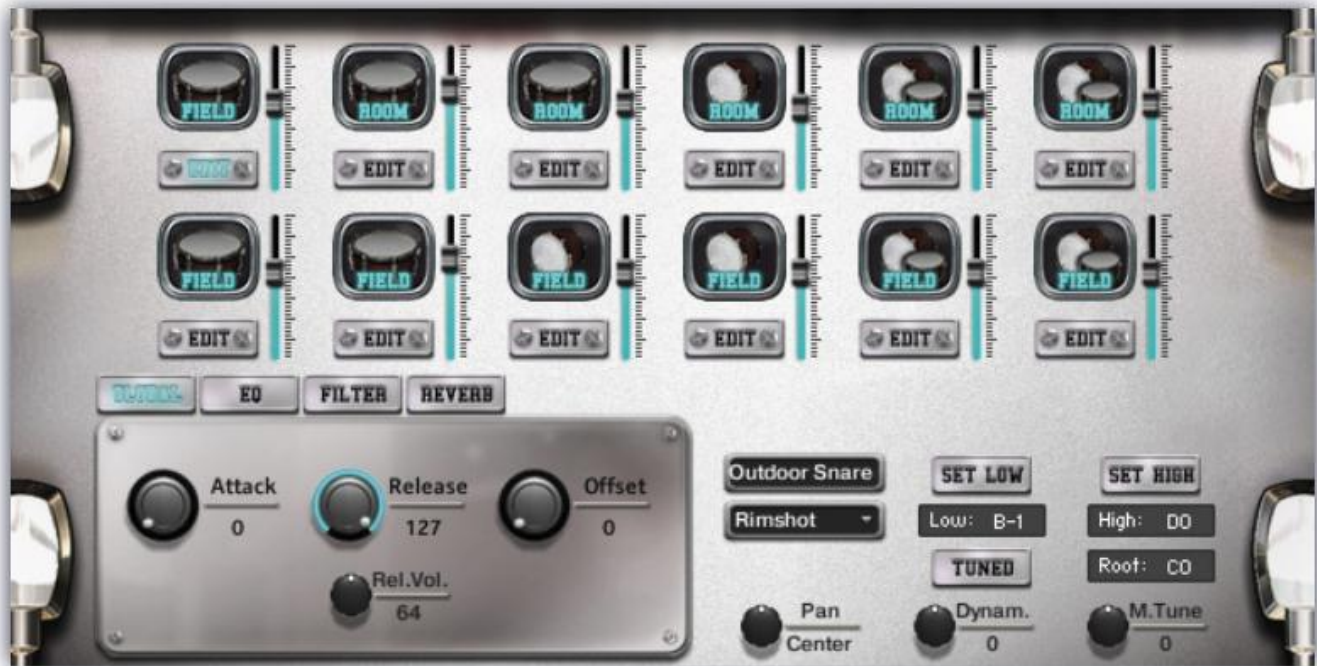 FIELD ROOM ROOM ROOM ROOM ROOM
EDIT EDIT EDIT EDIT EDIT EDIT
FIELD FIELD FIELD FIELD FIELD FIELD
EDIT EDIT EDIT EDIT EDIT EDIT
GLOBAL EQ FILTER REVERB
Attack
0
Release
127
Offset
0
Rel.Vol.
64
Outdoor Snare
Rimshot
SET LOW
Low: B-1
TUNED
SET HIGH
High: D0
Root: C0
Pan
Center
Dynam.
0
M.Tune
0